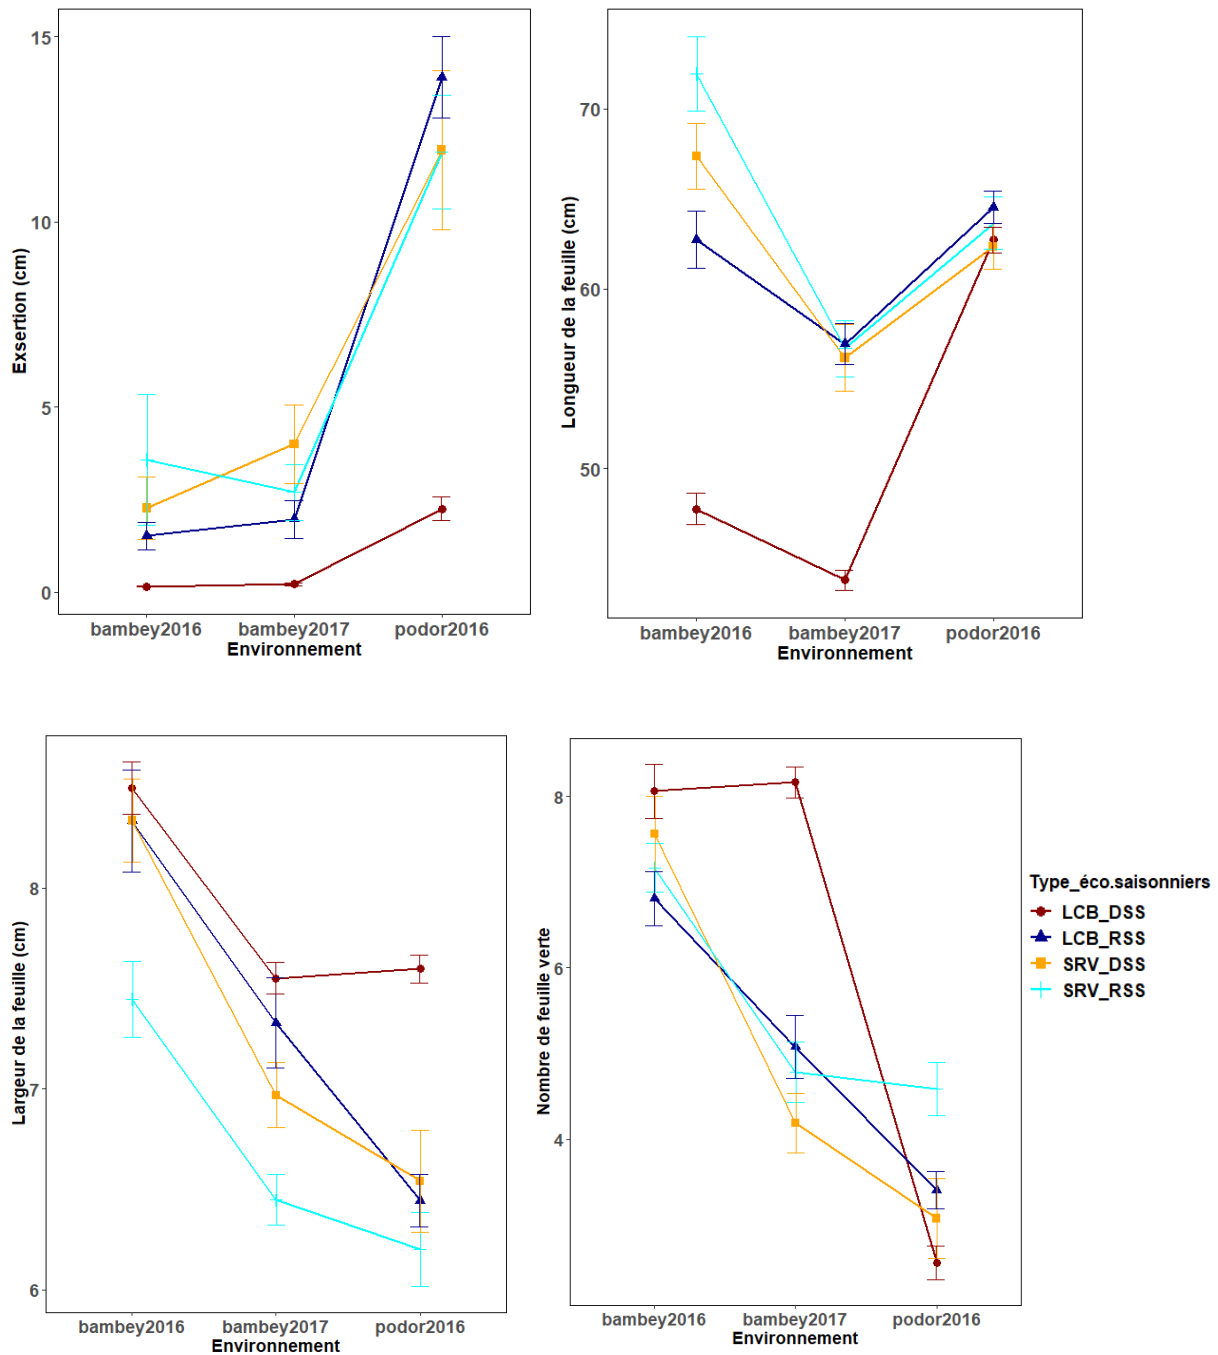 Exsertion (cm)
15
10
5
0
bambey2016 bambey2017 podor2016
Environnement
Longueur de la feuille (cm)
70
60
50
bambey2016 bambey2017 podor2016
Environnement
Largeur de la feuille (cm)
8
7
6
bambey2016 bambey2017 podor2016
Environnement
Nombre de feuille verte
8
6
4
bambey2016 bambey2017 podor2016
Environnement
Type_éco.saisonniers
LCB_DSS
LCB_RSS
SRV_DSS
SRV_RSS